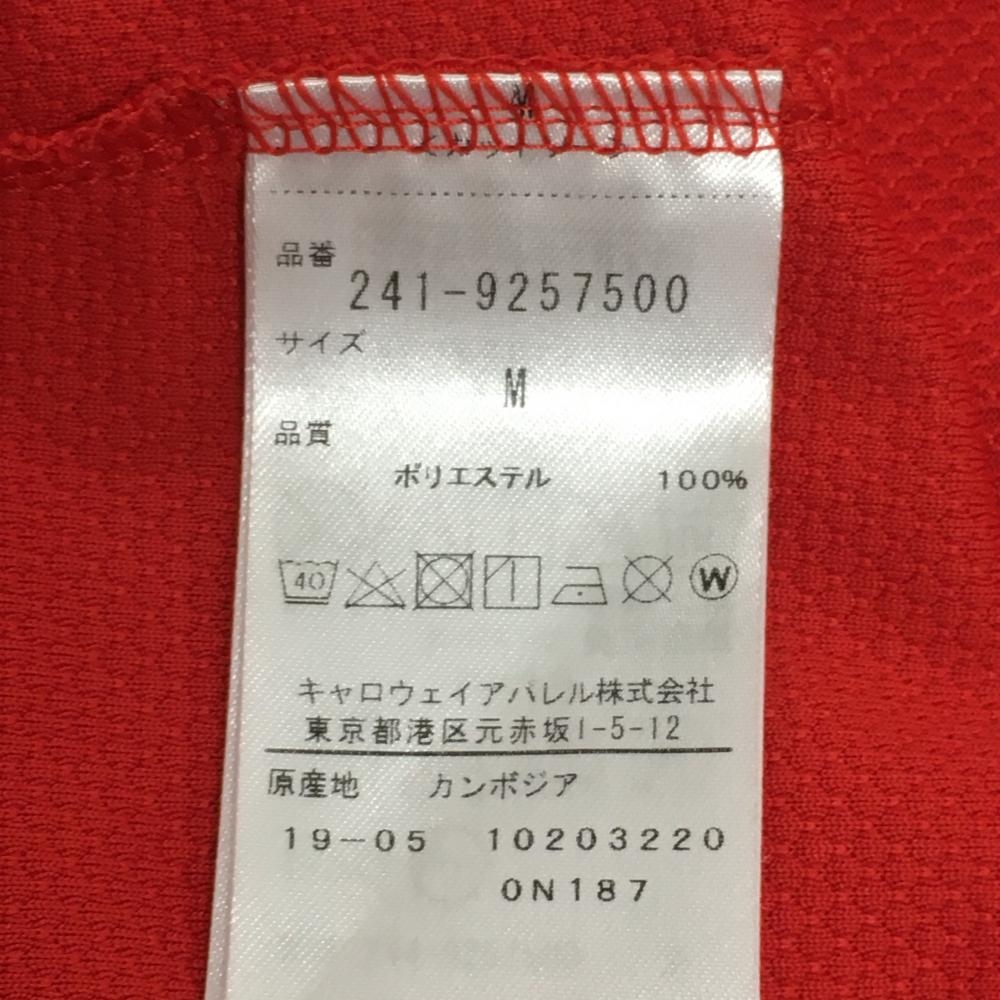 M
品番
241-9257500
サイズ
M
品質
ポリエステル 100%
40 W
キャロウェイアパレル株式会社
東京都港区元赤坂1-5-12
原産地 カンボジア
19-05 10203220
0N187